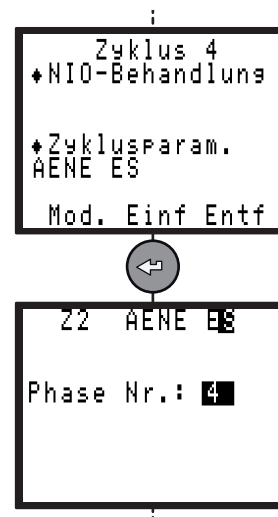 Zyklus 4
♦NIO-Behandlung
♦Zyklusparam.
AENE ES
Mod. Einf Entf
Z2 AENE ES
Phase Nr.: 4